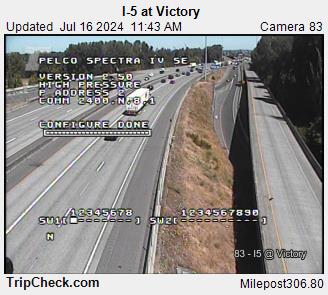 I-5 at Victory
Updated Jul 16 2024 11:43 AM Camera 83
PELCO SPECTRA IV SE
VERSION 2.50
HIGH PRESSURE
P ADDRESS 2
COMM 2400,N,8,1
CONFIGURE DONE
12345678 1234567890
SW1[ ] SW2[ ]
N
83 - I5 @ Victory
TripCheck.com Milepost306.80